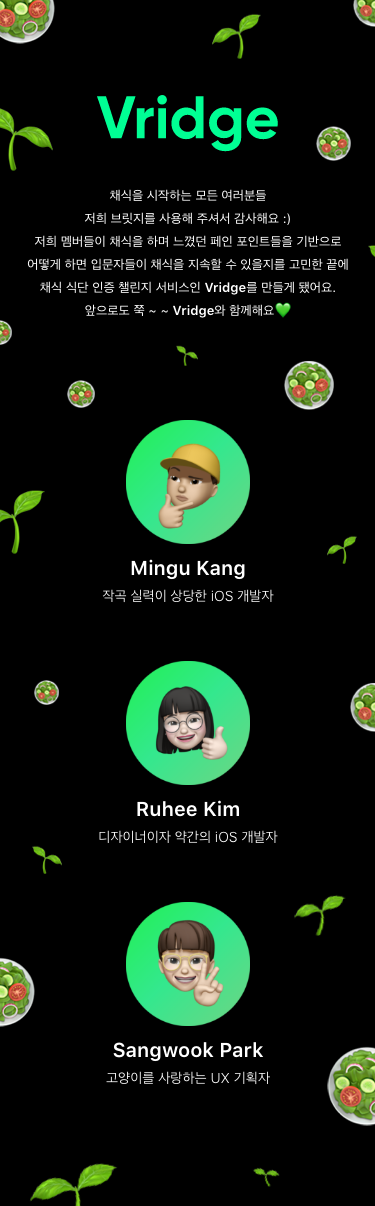 Vridge
채식을 시작하는 모든 여러분들
저희 브릿지를 사용해 주셔서 감사해요 :)
저희 멤버들이 채식을 하며 느꼈던 페인 포인트들을 기반으로
어떻게 하면 입문자들이 채식을 지속할 수 있을지를 고민한 끝에
채식 식단 인증 챌린지 서비스인 Vridge를 만들게 됐어요.
앞으로도 쭉 ~ ~ Vridge와 함께해요💚
Mingu Kang
작곡 실력이 상당한 iOS 개발자
Ruhee Kim
디자이너이자 약간의 iOS 개발자
Sangwook Park
고양이를 사랑하는 UX 기획자